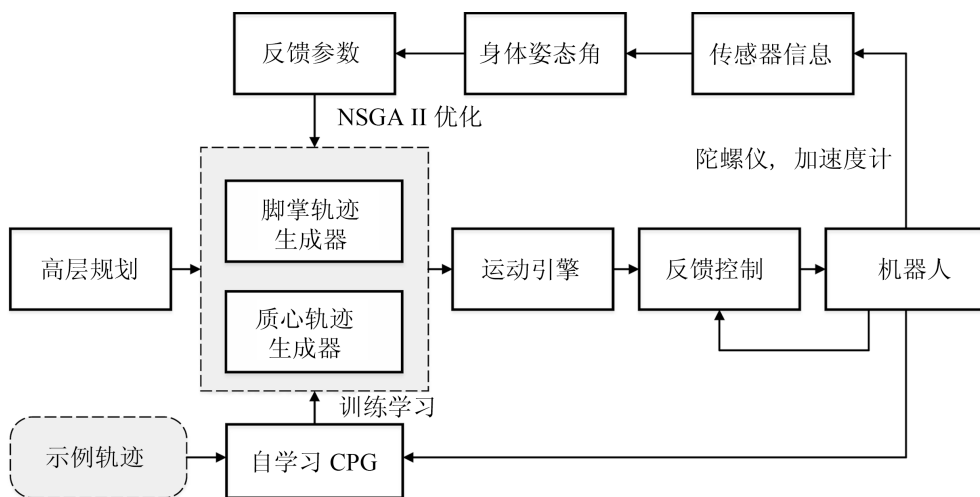 反馈参数
身体姿态角
传感器信息
NSGA II 优化
陀螺仪，加速度计
脚掌轨迹
生成器
高层规划
运动引擎
反馈控制
机器人
质心轨迹
生成器
训练学习
示例轨迹
自学习 CPG